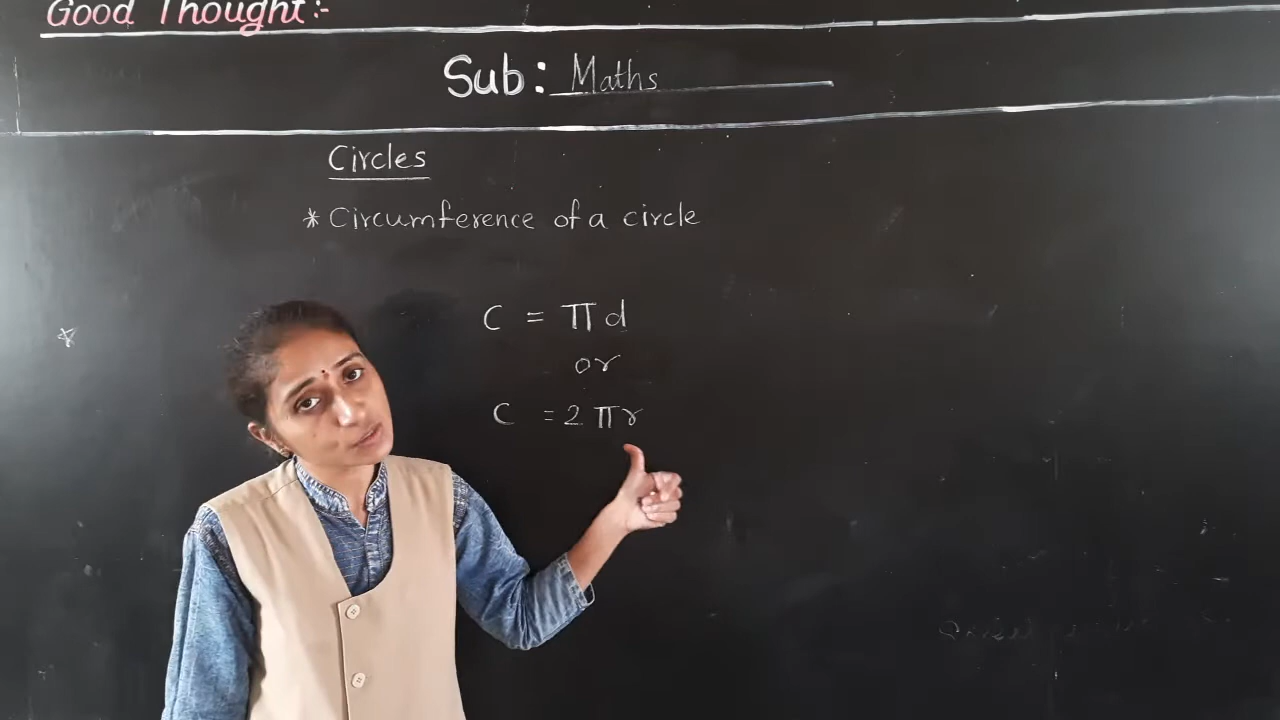 Good Thought:-
Sub: Maths
Circles
* Circumference of a circle
C = πd
or
C = 2πr